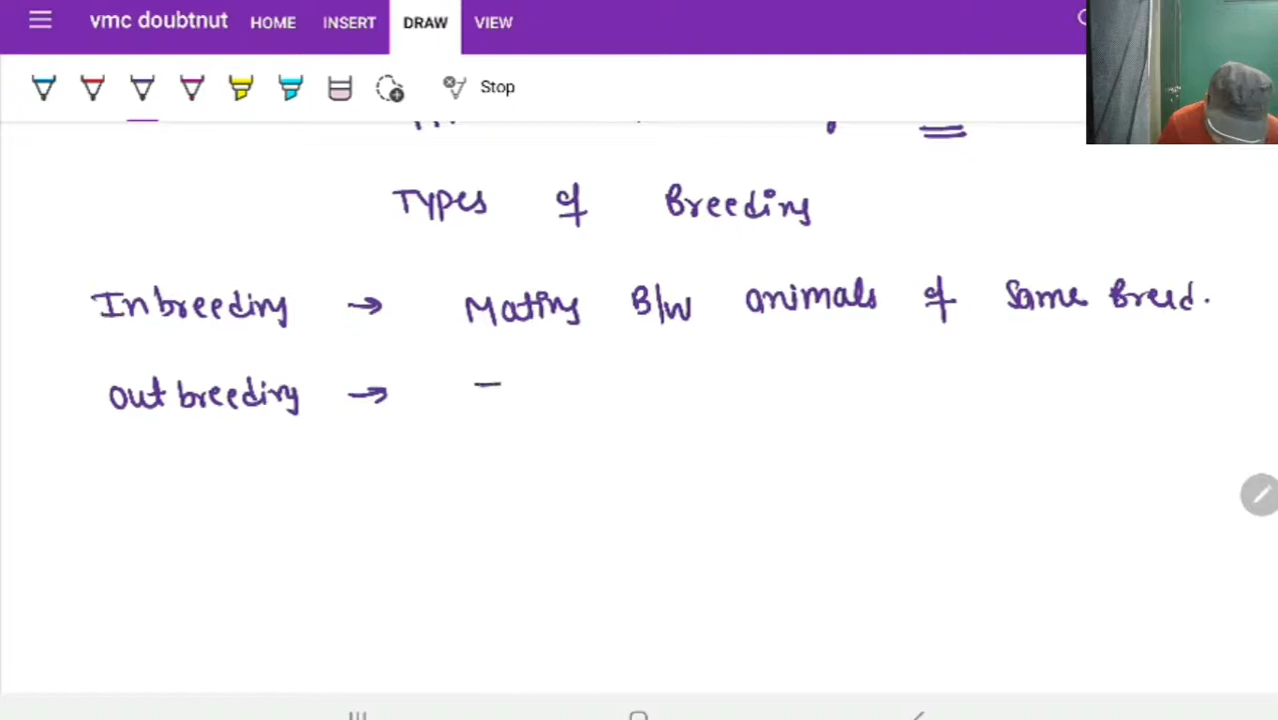 vmc doubtnut HOME INSERT DRAW VIEW
Stop
Types of Breeding
Inbreeding → Mating B/w animals of Same Breed.
Out breeding →